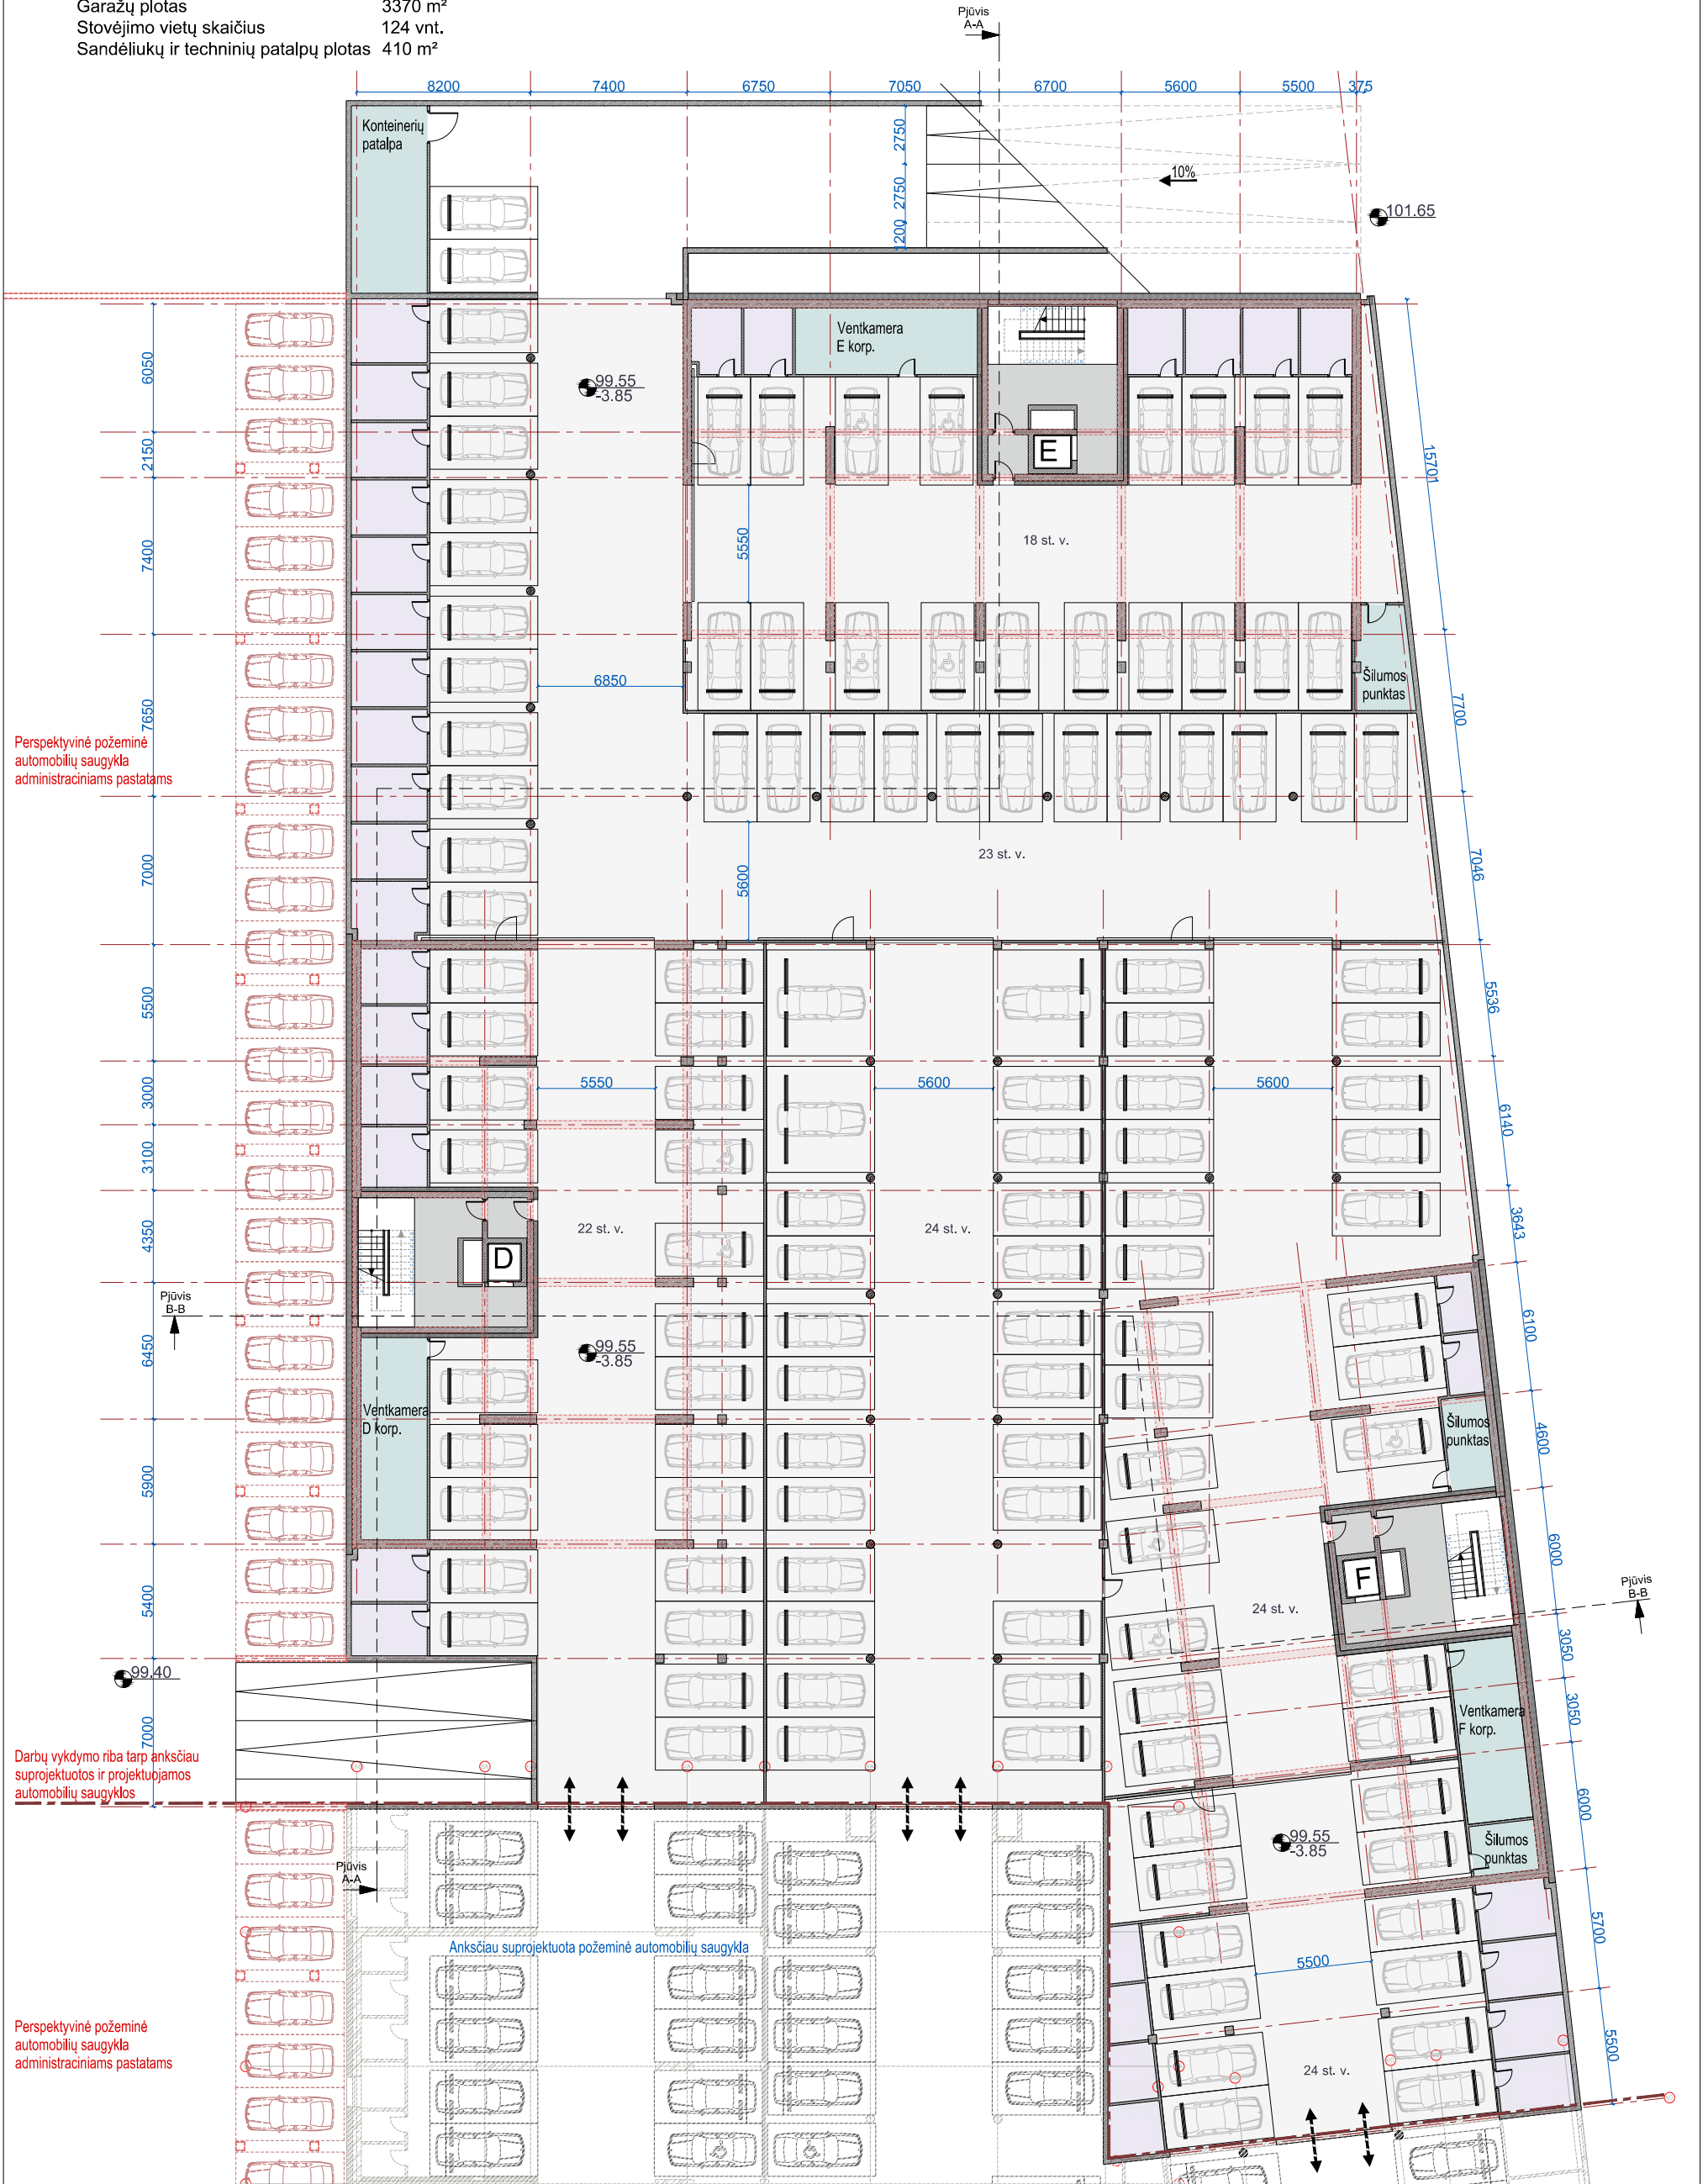 Garažų plotas 3370 m²
Stovėjimo vietų skaičius 124 vnt.
Sandėliukų ir techninių patalpų plotas 410 m²
Pjūvis
A-A
8200 7400 6750 7050 6700 5600 5500 375
Konteinerių
patalpa
2750
2750
1200
10%
101.65
Ventkamera
E korp.
99.55
-3.85
E
6050
2150
7400
7650
7000
5500
3000
3100
4350
6450
5900
5400
7000
15701
7700
7046
5536
6140
3643
6100
4600
6000
3050
3050
6000
5700
5500
5550
18 st. v.
6850
Šilumos
punktas
Perspektyvinė požeminė
automobilių saugykla
administraciniams pastatams
23 st. v.
5600
5550 5600 5600
22 st. v. 24 st. v.
D
Pjūvis
B-B
99.55
-3.85
Ventkamera
D korp.
Šilumos
punktas
F
24 st. v.
Pjūvis
B-B
99.40
Ventkamera
F korp.
Darbų vykdymo riba tarp anksčiau
suprojektuotos ir projektuojamos
automobilių saugyklos
99.55
-3.85
Šilumos
punktas
Pjūvis
A-A
Anksčiau suprojektuota požeminė automobilių saugykla
5500
Perspektyvinė požeminė
automobilių saugykla
administraciniams pastatams
24 st. v.